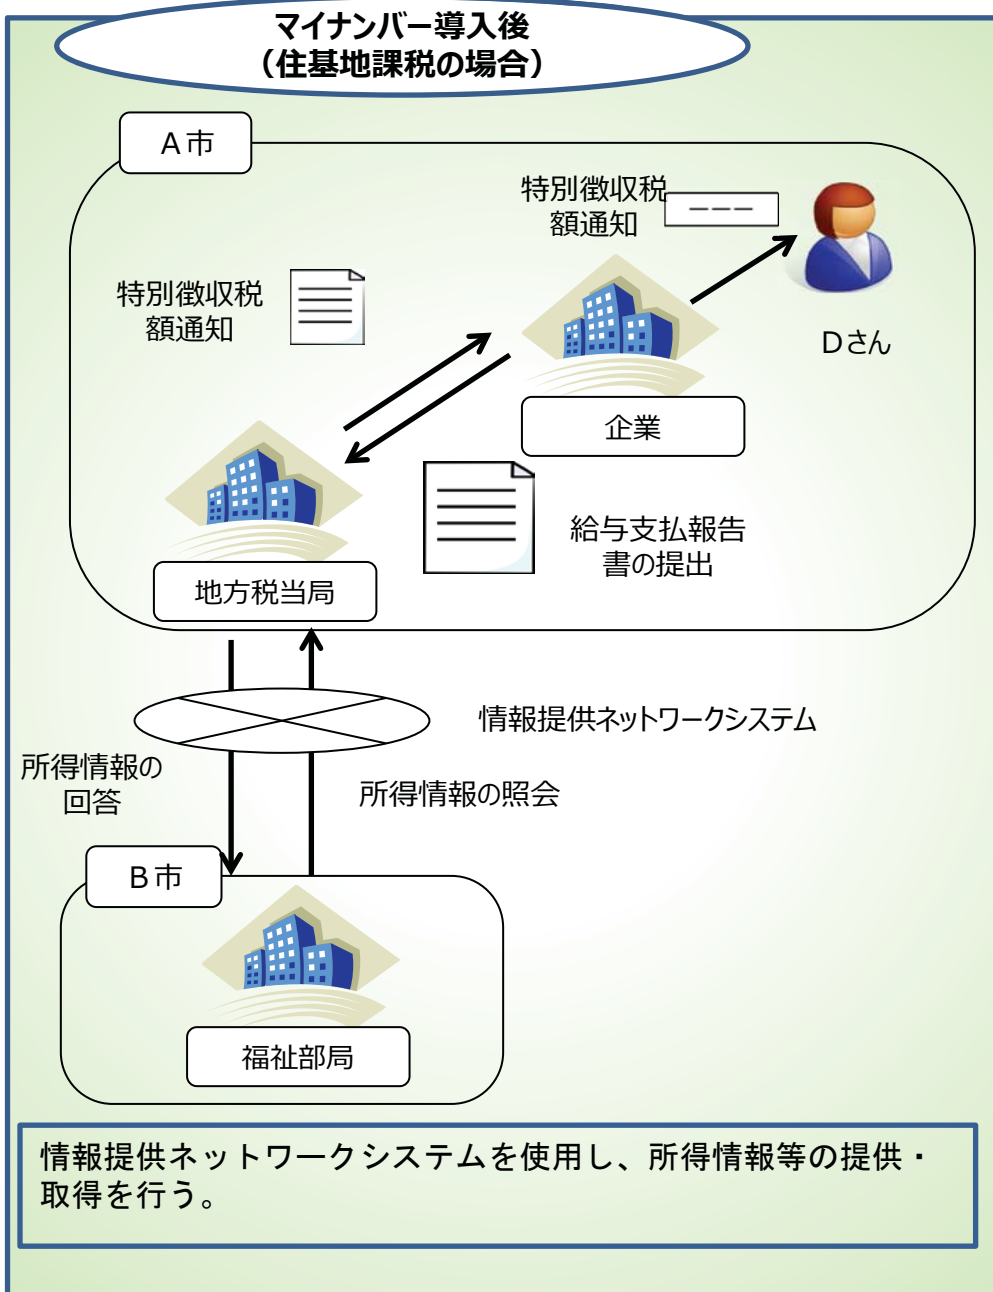 マイナンバー導入後
（住基地課税の場合）
Ａ市
特別徴収税
額通知
特別徴収税
額通知
Ｄさん
企業
給与支払報告
書の提出
地方税当局
情報提供ネットワークシステム
所得情報の
回答
所得情報の照会
Ｂ市
福祉部局
情報提供ネットワークシステムを使用し、所得情報等の提供・
取得を行う。